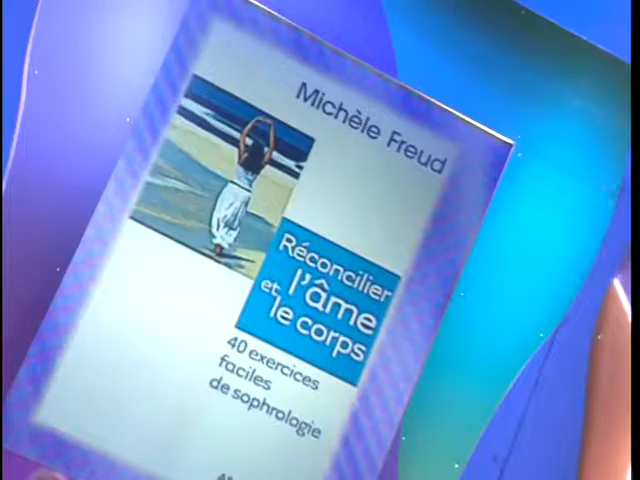 Michèle Freud
Réconcilier
l'âme
et le corps
40 exercices
faciles
de sophrologie